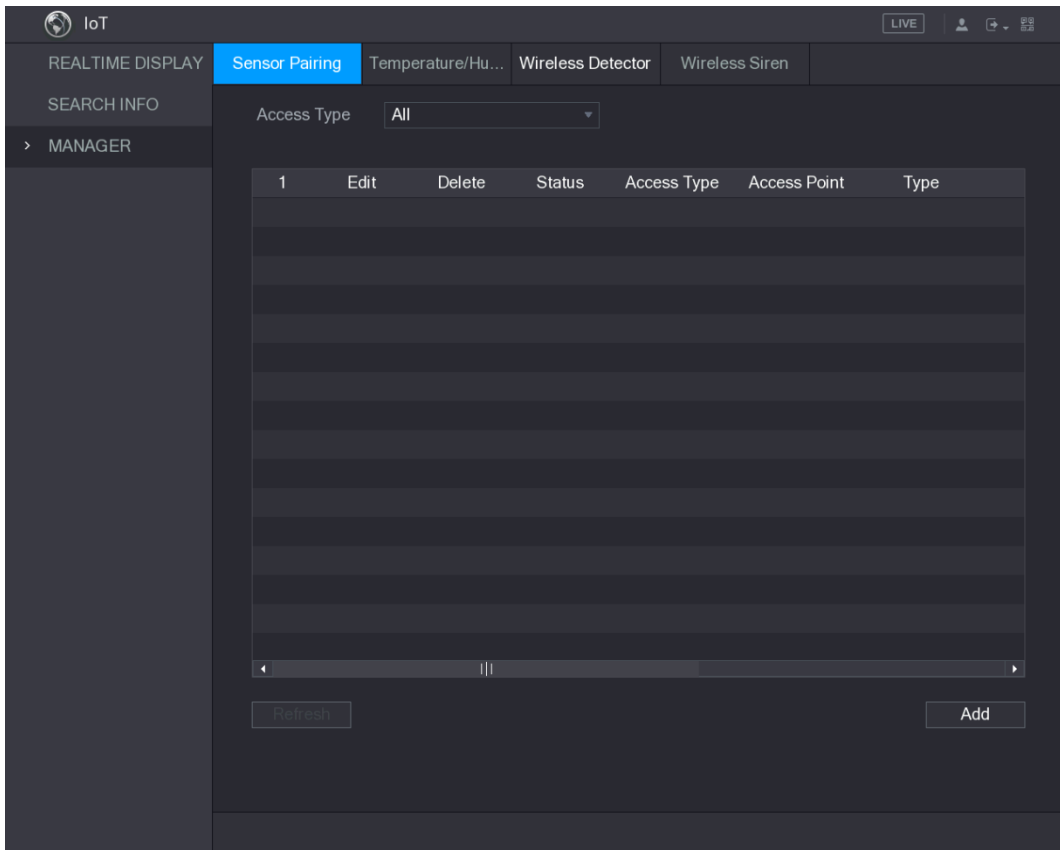 IoT
LIVE
REALTIME DISPLAY
SEARCH INFO
MANAGER
Sensor Pairing
Temperature/Hu...
Wireless Detector
Wireless Siren
Access Type
All
1 Edit Delete Status Access Type Access Point Type
Refresh
Add